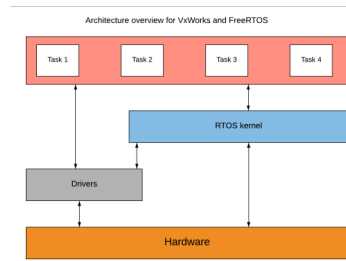 Architecture overview for VxWorks and FreeRTOS
Task 1
Task 2
Task 3
Task 4
RTOS kernel
Drivers
Hardware